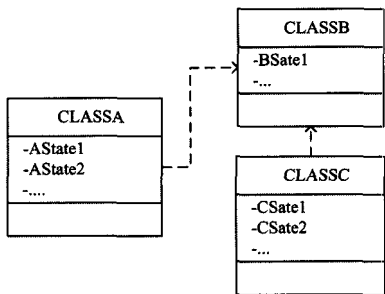 CLASSB
-BSate1
-...
CLASSA
-AState1
-AState2
-....
CLASSC
-CSate1
-CSate2
-...